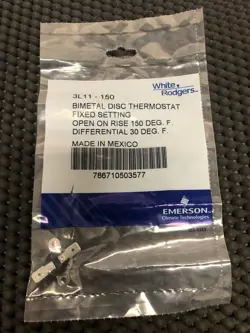 White
Rodgers
3L11 - 150
BIMETAL DISC THERMOSTAT
FIXED SETTING
OPEN ON RISE 150 DEG. F.
DIFFERENTIAL 30 DEG. F.
MADE IN MEXICO
786710503577
EMERSON
Climate Technologies